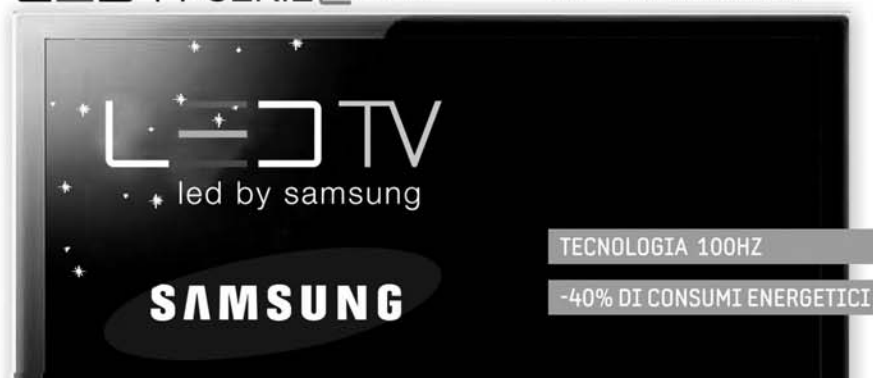 LED TV
led by samsung
SAMSUNG
TECNOLOGIA 100HZ
-40% DI CONSUMI ENERGETICI